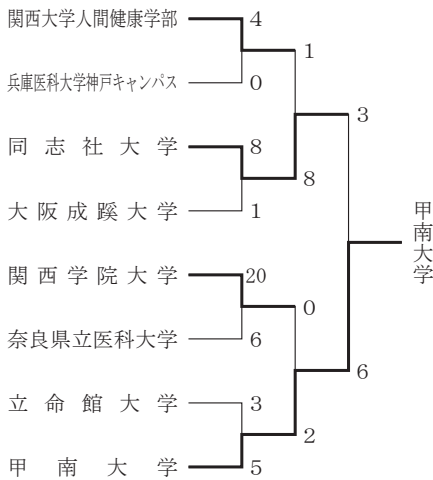 関西大学人間健康学部
4
1
兵庫医科大学神戸キャンパス
0
3
同志社大学
8
8
大阪成蹊大学
1
甲南大学
関西学院大学
20
0
奈良県立医科大学
6
6
立命館大学
3
2
甲南大学
5